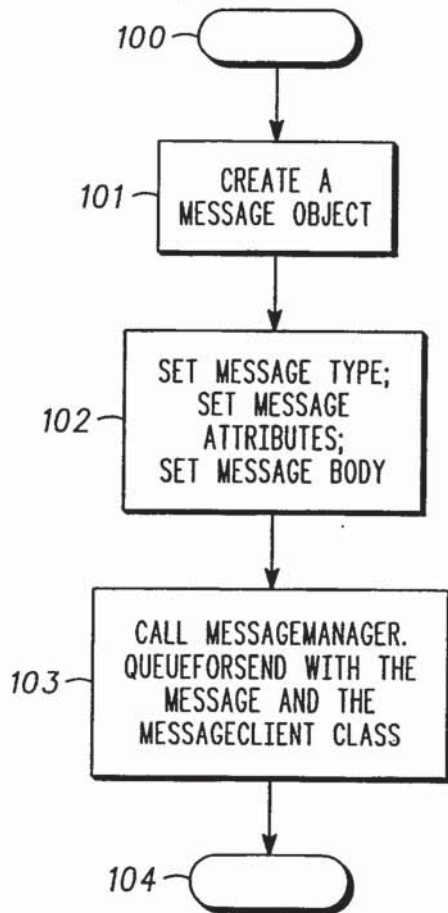 100
101
CREATE A
MESSAGE OBJECT
102
SET MESSAGE TYPE;
SET MESSAGE
ATTRIBUTES;
SET MESSAGE BODY
103
CALL MESSAGEMANAGER.
QUEUEFORSEND WITH THE
MESSAGE AND THE
MESSAGECLIENT CLASS
104